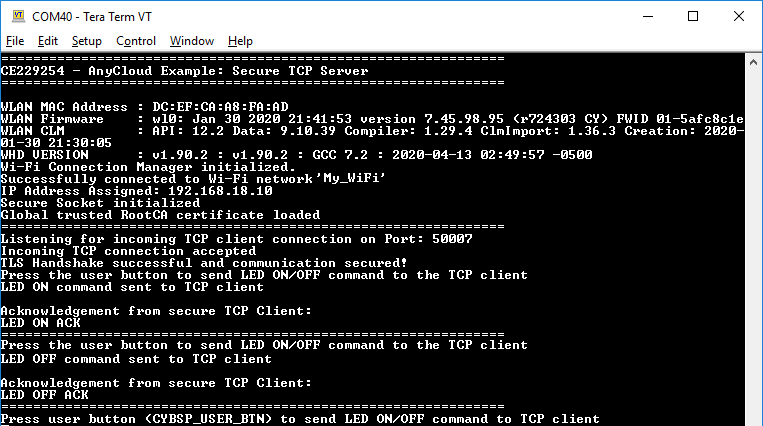 COM40 - Tera Term VT
File Edit Setup Control Window Help
===============================================================
CE229254 - AnyCloud Example: Secure TCP Server
===============================================================
WLAN MAC Address : DC:EF:CA:A8:FA:AD
WLAN Firmware : wl0: Jan 30 2020 21:41:53 version 7.45.98.95 (r724303 CY) FWID 01-5afc8c1e
WLAN CLM : API: 12.2 Data: 9.10.39 Compiler: 1.29.4 ClmImport: 1.36.3 Creation: 2020-
01-30 21:30:05
WHD VERSION : v1.90.2 : v1.90.2 : GCC 7.2 : 2020-04-13 02:49:57 -0500
Wi-Fi Connection Manager initialized.
Successfully connected to Wi-Fi network'My_WiFi'
IP Address Assigned: 192.168.18.10
Secure Socket initialized
Global trusted RootCA certificate loaded
===============================================================
Listening for incoming TCP client connection on Port: 50007
Incoming TCP connection accepted
TLS Handshake successful and communication secured!
Press the user button to send LED ON/OFF command to the TCP client
LED ON command sent to TCP client
Acknowledgement from secure TCP Client:
LED ON ACK
===============================================================
Press the user button to send LED ON/OFF command to the TCP client
LED OFF command sent to TCP client
Acknowledgement from secure TCP Client:
LED OFF ACK
===============================================================
Press user button (CYBSP_USER_BTN) to send LED ON/OFF command to TCP client